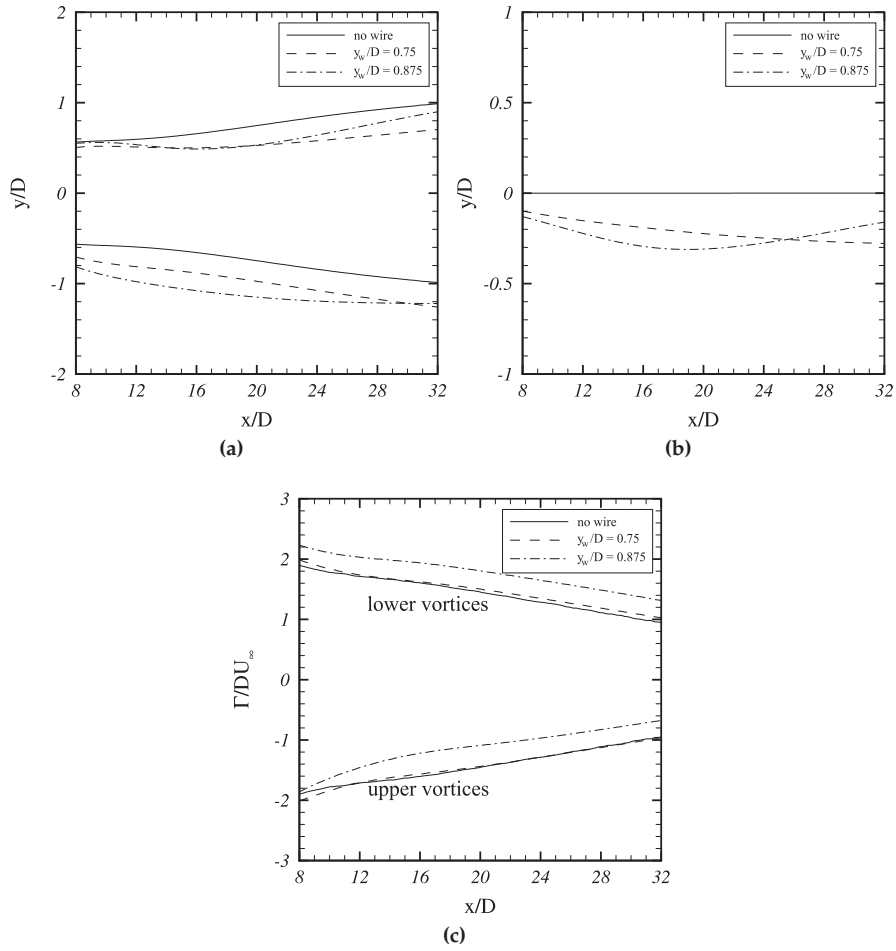 2
1
0
-1
-2
y/D
8 12 16 20 24 28 32
x/D
no wire
y_w/D = 0.75
y_w/D = 0.875
(a)
1
0.5
0
-0.5
-1
y/D
8 12 16 20 24 28 32
x/D
no wire
y_w/D = 0.75
y_w/D = 0.875
(b)
3
2
1
0
-1
-2
-3
Γ/DU_∞
no wire
y_w/D = 0.75
y_w/D = 0.875
lower vortices
upper vortices
8 12 16 20 24 28 32
x/D
(c)